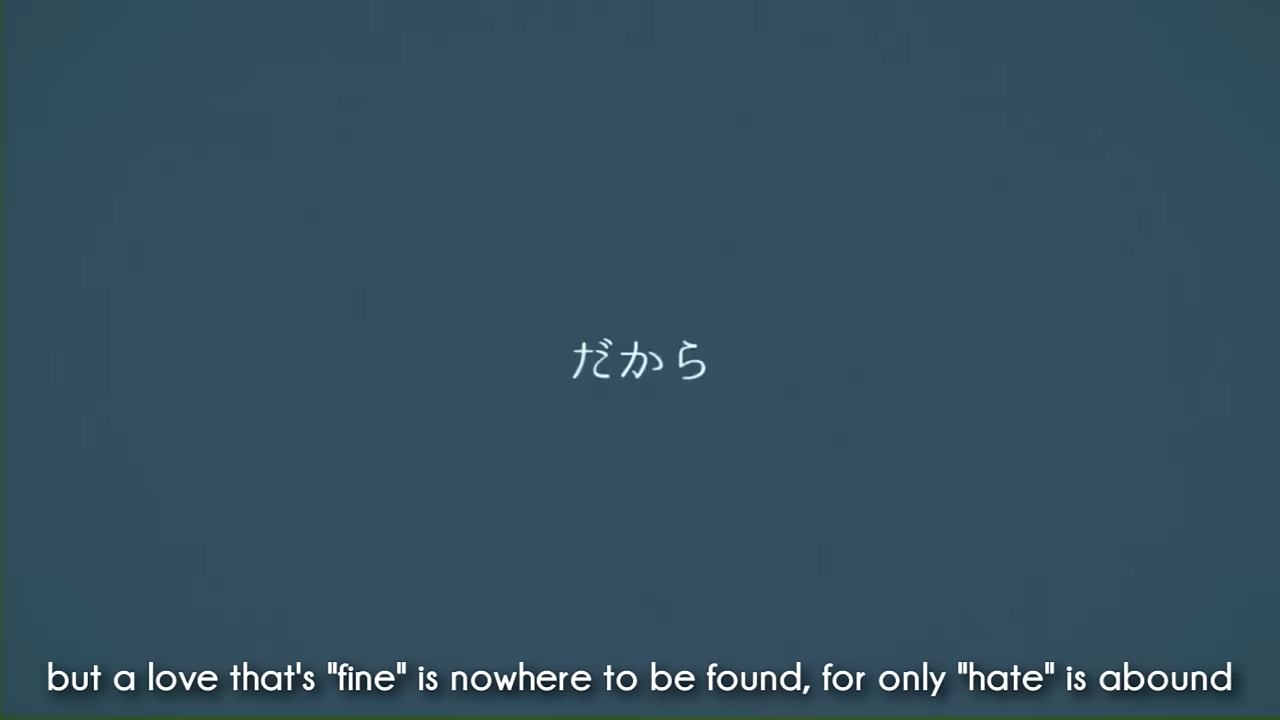 だから
but a love that's "fine" is nowhere to be found, for only "hate" is abound